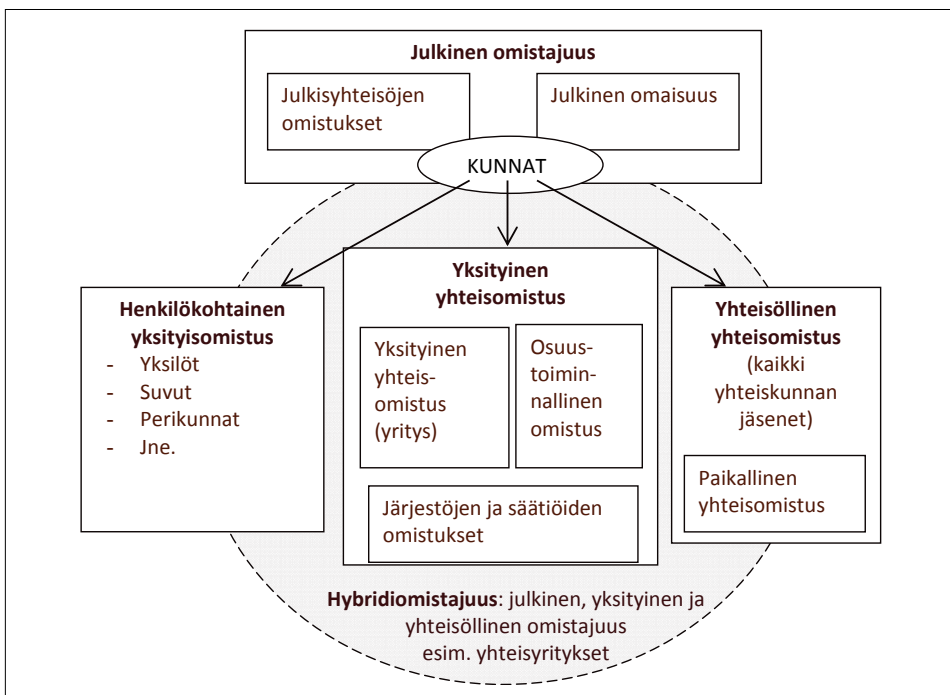 Julkinen omistajuus
Julkisyhteisöjen
omistukset
Julkinen omaisuus
KUNNAT
Henkilökohtainen
yksityisomistus
- Yksilöt
- Suvut
- Perikunnat
- Jne.
Yksityinen
yhteisomistus
Yksityinen
yhteis-
omistus
(yritys)
Osuus-
toimin-
nallinen
omistus
Järjestöjen ja säätiöiden
omistukset
Yhteisöllinen
yhteisomistus
(kaikki
yhteiskunnan
jäsenet)
Paikallinen
yhteisomistus
Hybridiomistajuus: julkinen, yksityinen ja
yhteisöllinen omistajuus
esim. yhteisyritykset